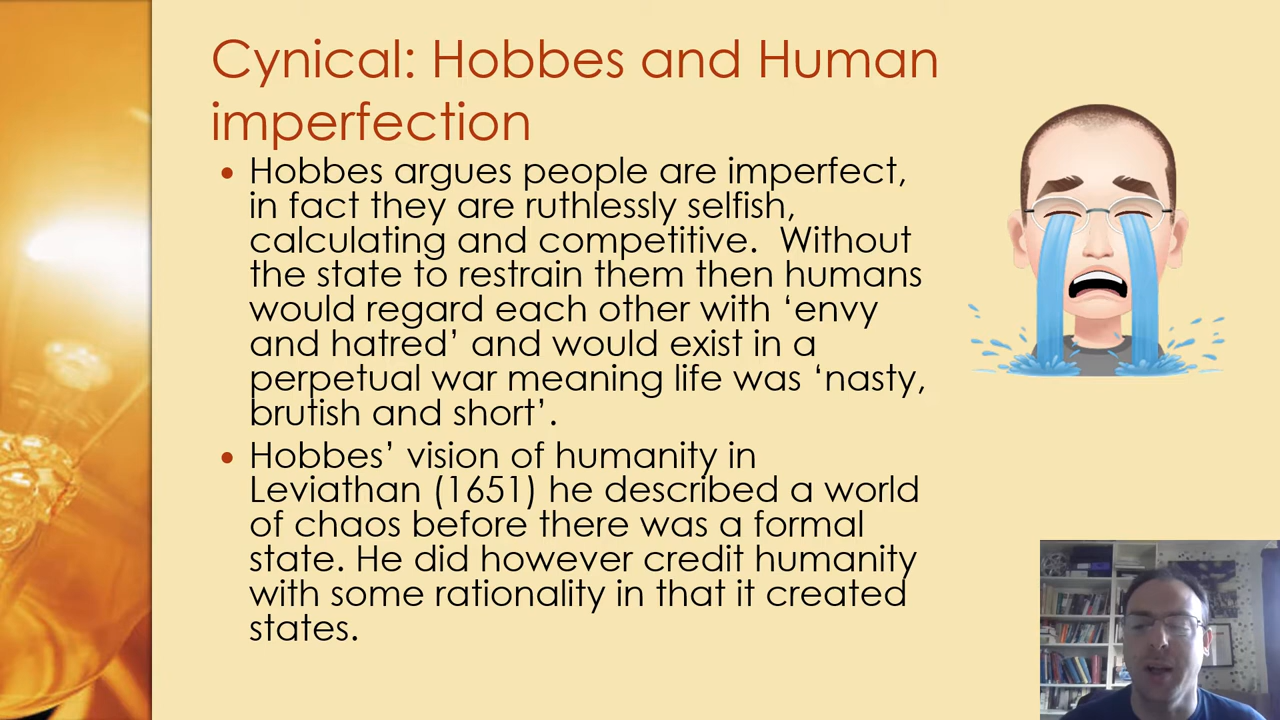 Cynical: Hobbes and Human
imperfection
• Hobbes argues people are imperfect,
in fact they are ruthlessly selfish,
calculating and competitive.  Without
the state to restrain them then humans
would regard each other with ‘envy
and hatred’ and would exist in a
perpetual war meaning life was ‘nasty,
brutish and short’.
• Hobbes’ vision of humanity in
Leviathan (1651) he described a world
of chaos before there was a formal
state. He did however credit humanity
with some rationality in that it created
states.